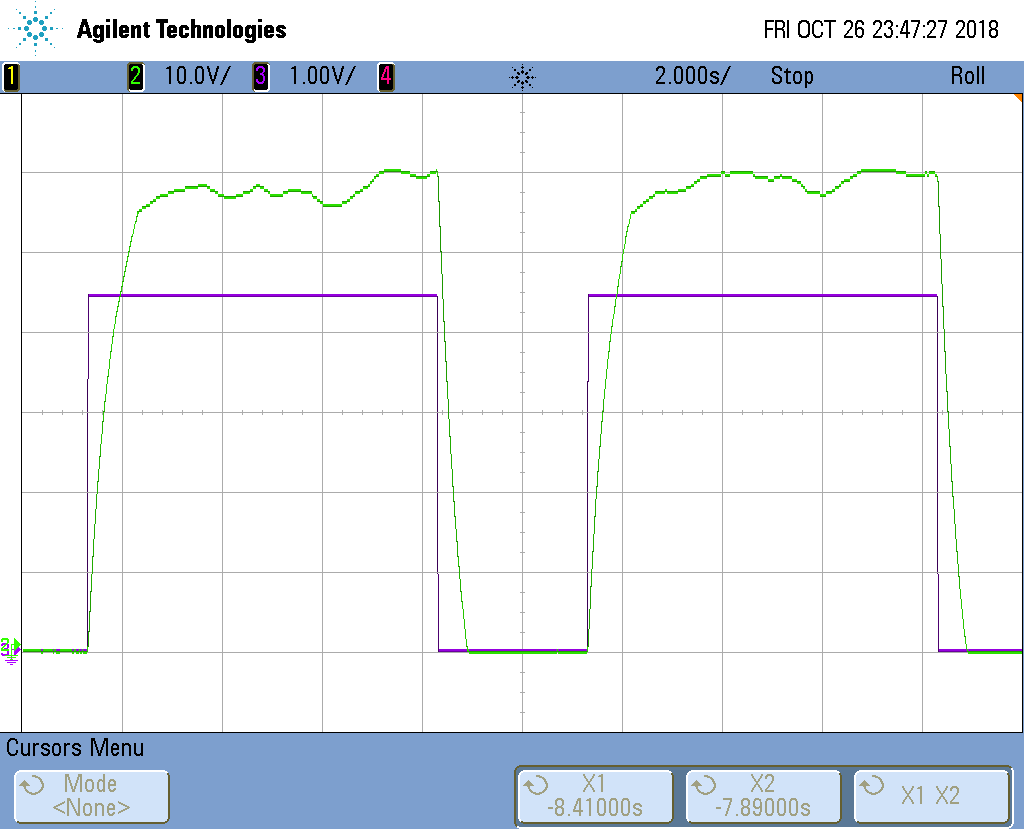 Agilent Technologies
FRI OCT 26 23:47:27 2018
1 2 10.0V/ 3 1.00V/ 4 2.000s/ Stop Roll
Cursors Menu
Mode
<None>
X1
-8.41000s
X2
-7.89000s
X1 X2